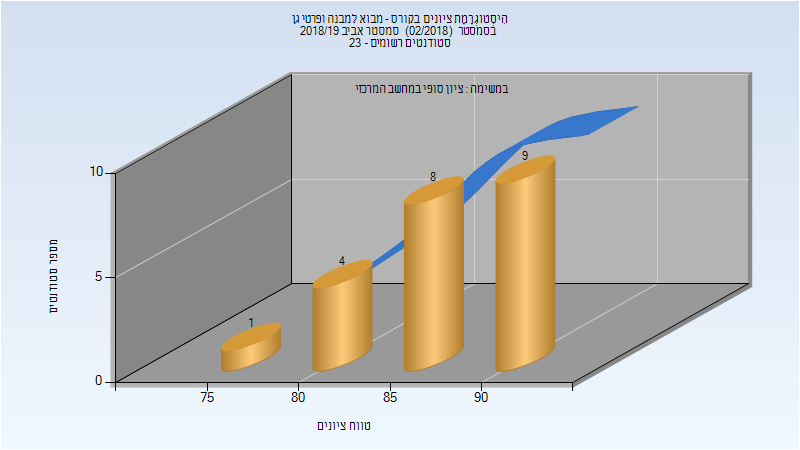 היסטוגרמת ציונים בקורס - מבוא למבנה ופרטי גן
בסמסטר (02/2018) סמסטר אביב 2018/19
סטודנטים רשומים - 23
במשימה : ציון סופי במחשב המרכזי
מספר סטודנטים
10
5
0
1
4
8
9
75
80
85
90
טווח ציונים